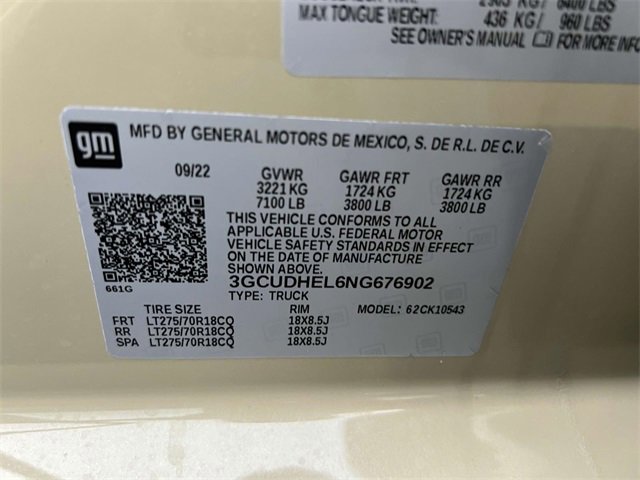 KG/ 6400 LBS
MAX TONGUE WEIGHT: 436 KG/ 960 LBS
SEE OWNER'S MANUAL FOR MORE INFO
gm
MFD BY GENERAL MOTORS DE MEXICO, S. DE R.L. DE C.V.
09/22 GVWR GAWR FRT GAWR RR
3221 KG 1724 KG 1724 KG
7100 LB 3800 LB 3800 LB
THIS VEHICLE CONFORMS TO ALL
APPLICABLE U.S. FEDERAL MOTOR
VEHICLE SAFETY STANDARDS IN EFFECT
ON THE DATE OF MANUFACTURE
SHOWN ABOVE.
661G
3GCUDHEL6NG676902
TYPE: TRUCK
TIRE SIZE RIM MODEL: 62CK10543
FRT LT275/70R18CQ 18X8.5J
RR LT275/70R18CQ 18X8.5J
SPA LT275/70R18CQ 18X8.5J